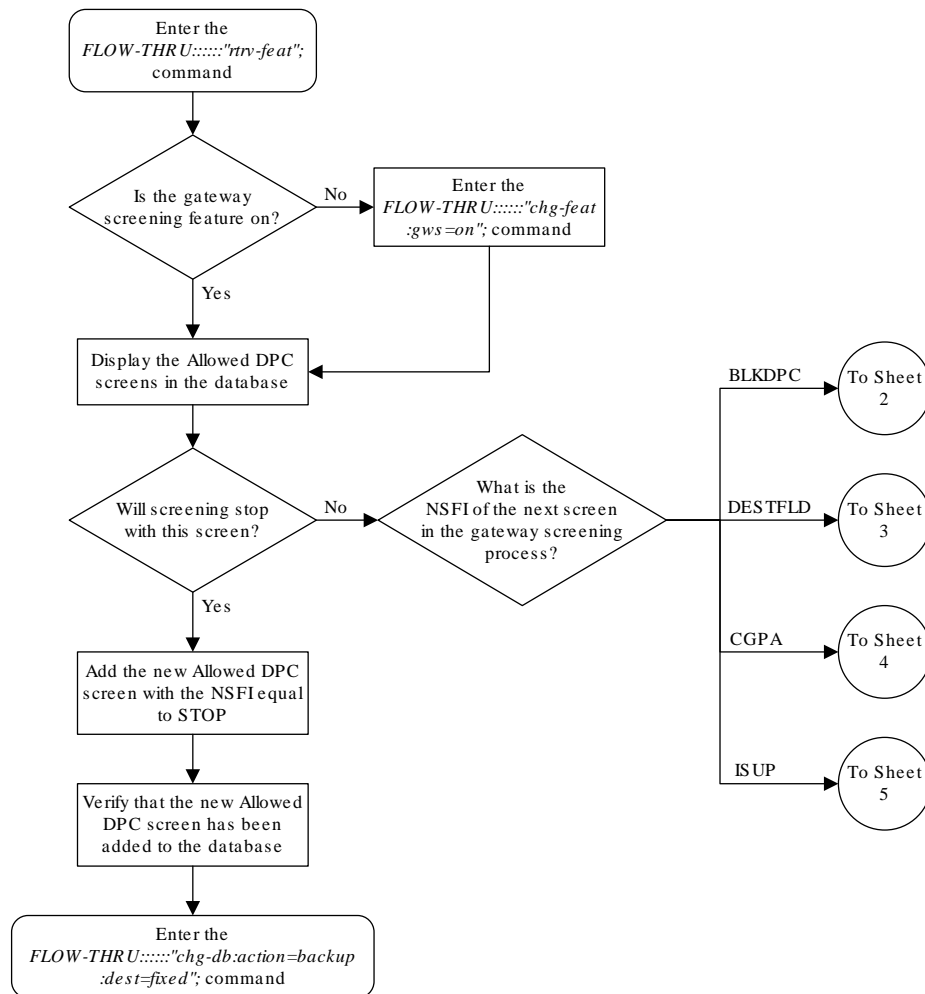 Enter the
FLOW-THRU::::::"rtrv-feat";
command
Is the gateway
screening feature on?
No
Enter the
FLOW-THRU::::::"chg-feat
:gws=on"; command
Yes
Display the Allowed DPC
screens in the database
Will screening stop
with this screen?
No
What is the
NSFI of the next screen
in the gateway screening
process?
BLKDPC
To Sheet
2
DESTFLD
To Sheet
3
CGPA
To Sheet
4
ISUP
To Sheet
5
Yes
Add the new Allowed DPC
screen with the NSFI equal
to STOP
Verify that the new Allowed
DPC screen has been
added to the database
Enter the
FLOW-THRU::::::"chg-db:action=backup
:dest=fixed"; command